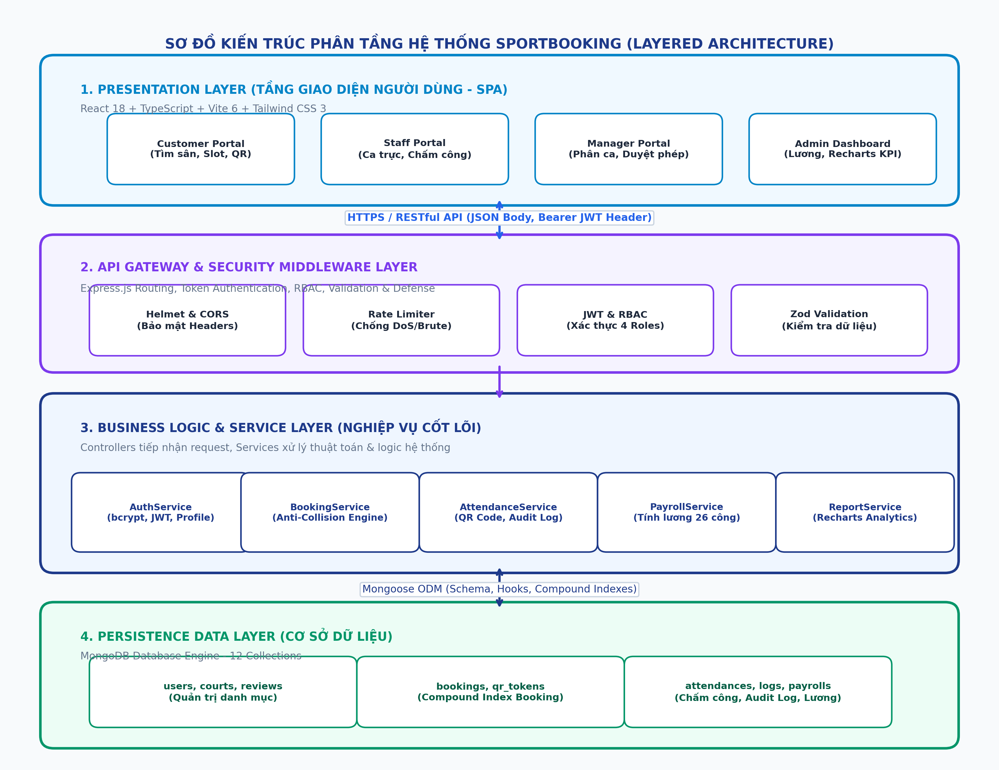 SƠ ĐỒ KIẾN TRÚC PHÂN TẦNG HỆ THỐNG SPORTBOOKING (LAYERED ARCHITECTURE)
1. PRESENTATION LAYER (TẦNG GIAO DIỆN NGƯỜI DÙNG - SPA)
React 18 + TypeScript + Vite 6 + Tailwind CSS 3
Customer Portal
(Tìm sân, Slot, QR)
Staff Portal
(Ca trực, Chấm công)
Manager Portal
(Phân ca, Duyệt phép)
Admin Dashboard
(Lương, Recharts KPI)
HTTPS / RESTful API (JSON Body, Bearer JWT Header)
2. API GATEWAY & SECURITY MIDDLEWARE LAYER
Express.js Routing, Token Authentication, RBAC, Validation & Defense
Helmet & CORS
(Bảo mật Headers)
Rate Limiter
(Chống DoS/Brute)
JWT & RBAC
(Xác thực 4 Roles)
Zod Validation
(Kiểm tra dữ liệu)
3. BUSINESS LOGIC & SERVICE LAYER (NGHIỆP VỤ CỐT LÕI)
Controllers tiếp nhận request, Services xử lý thuật toán & logic hệ thống
AuthService
(bcrypt, JWT, Profile)
BookingService
(Anti-Collision Engine)
AttendanceService
(QR Code, Audit Log)
PayrollService
(Tính lương 26 công)
ReportService
(Recharts Analytics)
Mongoose ODM (Schema, Hooks, Compound Indexes)
4. PERSISTENCE DATA LAYER (CƠ SỞ DỮ LIỆU)
MongoDB Database Engine - 12 Collections
users, courts, reviews
(Quản trị danh mục)
bookings, qr_tokens
(Compound Index Booking)
attendances, logs, payrolls
(Chấm công, Audit Log, Lương)